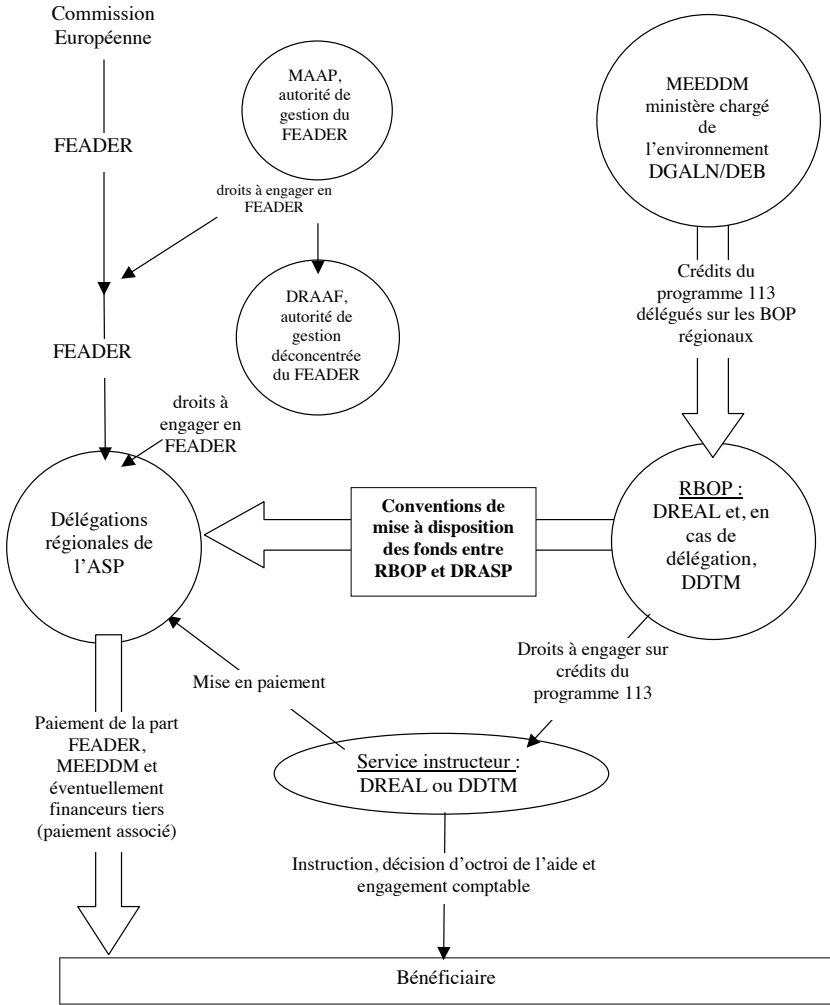 Commission
Européenne
MAAP,
autorité de
gestion du
FEADER
MEEDDM
ministère chargé
de
l'environnement
DGALN/DEB
FEADER
droits à engager en
FEADER
Crédits du
programme 113
délégués sur les BOP
régionaux
DRAAF,
autorité de
gestion
déconcentrée
du FEADER
FEADER
droits à
engager en
FEADER
Délégations
régionales de
l'ASP
Conventions de
mise à disposition
des fonds entre
RBOP et DRASP
RBOP :
DREAL et, en
cas de
délégation,
DDTM
Droits à engager sur
crédits du
programme 113
Mise en paiement
Paiement de la part
FEADER,
MEEDDM et
éventuellement
financeurs tiers
(paiement associé)
Service instructeur :
DREAL ou DDTM
Instruction, décision d'octroi de l'aide et
engagement comptable
Bénéficiaire